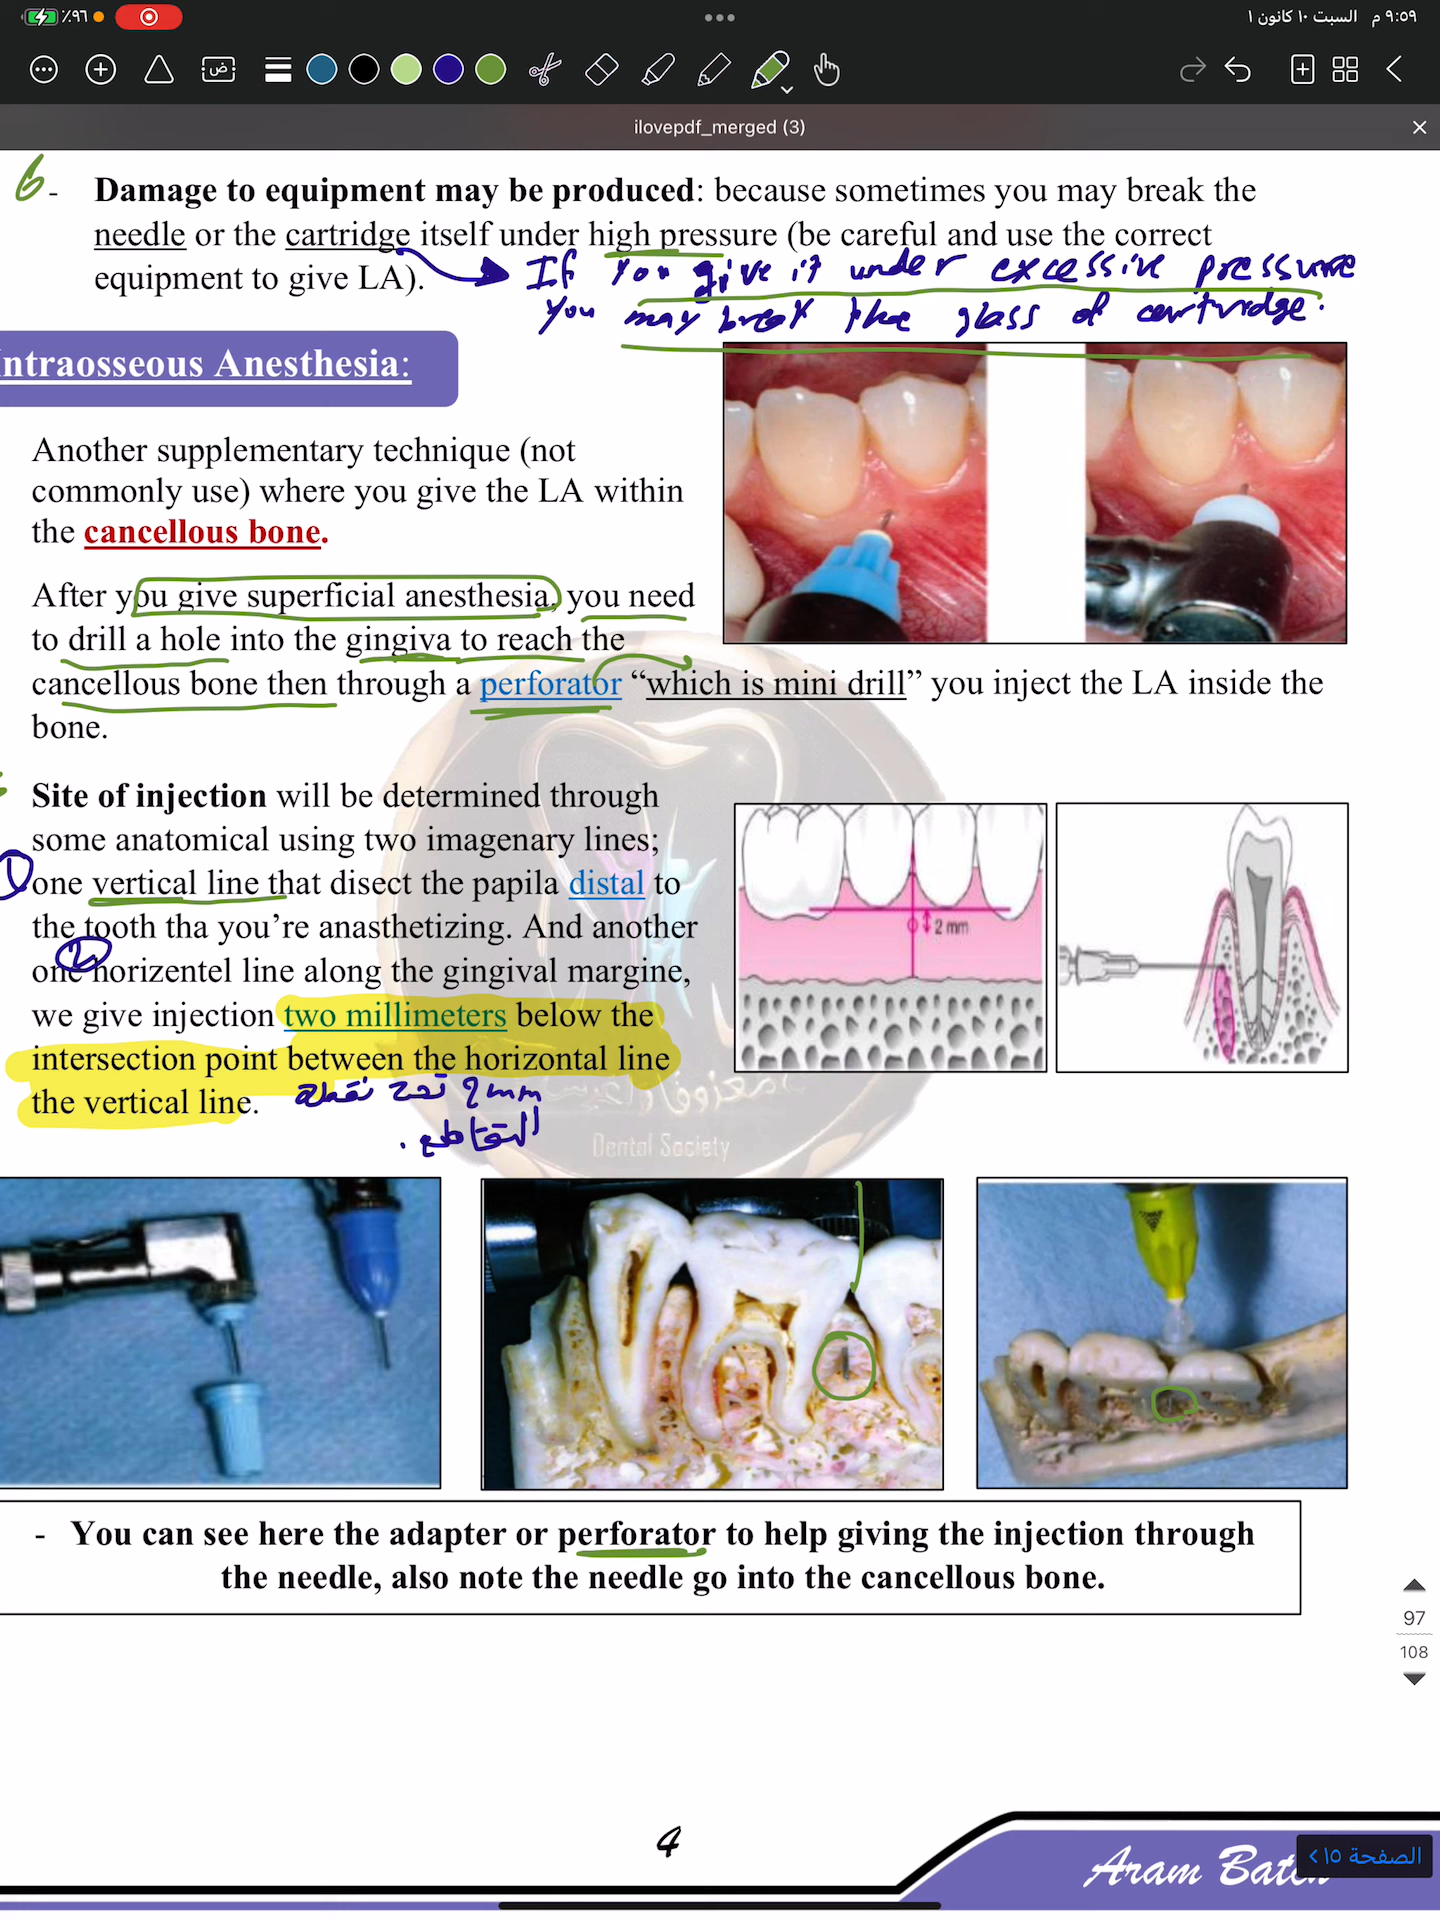 ٪٩٦
٩:٥٩ م السبت ١٠ كانون ١
ض
ilovepdf_merged (3)
6- Damage to equipment may be produced: because sometimes you may break the
needle or the cartridge itself under high pressure (be careful and use the correct
equipment to give LA).
If you give it under excessive pressure
you may break the glass of cartridge.
ntraosseous Anesthesia:
Another supplementary technique (not
commonly use) where you give the LA within
the cancellous bone.
After you give superficial anesthesia, you need
to drill a hole into the gingiva to reach the
cancellous bone then through a perforator “which is mini drill” you inject the LA inside the
bone.
Site of injection will be determined through
some anatomical using two imagenary lines;
1
one vertical line that disect the papila distal to
the tooth tha you’re anasthetizing. And another
2
one horizentel line along the gingival margine,
we give injection two millimeters below the
intersection point between the horizontal line
the vertical line.
2mm تحت نقطة
التقاطع.
2 mm
Dental Society
- You can see here the adapter or perforator to help giving the injection through
the needle, also note the needle go into the cancellous bone.
97
108
4
Aram
الصفحة ١٥